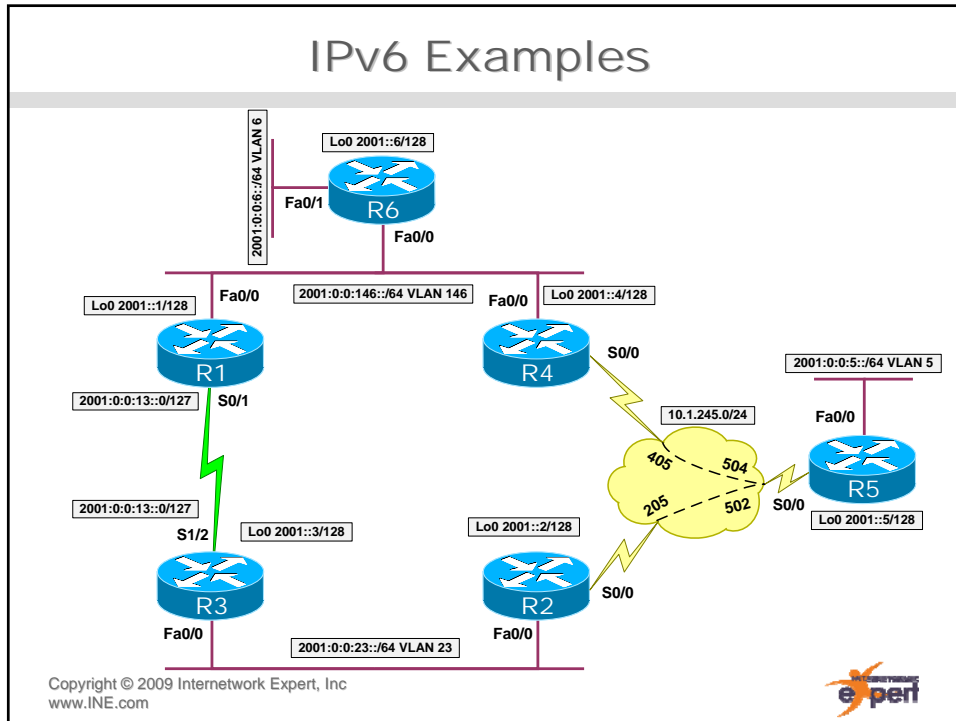 IPv6 Examples
2001:0:0:6::/64 VLAN 6
Lo0 2001::6/128
Fa0/1
R6
Fa0/0
2001:0:0:146::/64 VLAN 146
Fa0/0
Lo0 2001::1/128
R1
Fa0/0
Lo0 2001::4/128
R4
S0/0
2001:0:0:13::0/127
S0/1
10.1.245.0/24
405
504
205
502
2001:0:0:5::/64 VLAN 5
Fa0/0
R5
S0/0
Lo0 2001::5/128
2001:0:0:13::0/127
S1/2
Lo0 2001::3/128
R3
Fa0/0
Lo0 2001::2/128
R2
S0/0
Fa0/0
2001:0:0:23::/64 VLAN 23
Copyright © 2009 Internetwork Expert, Inc
www.INE.com
INTERNETWORK
expert